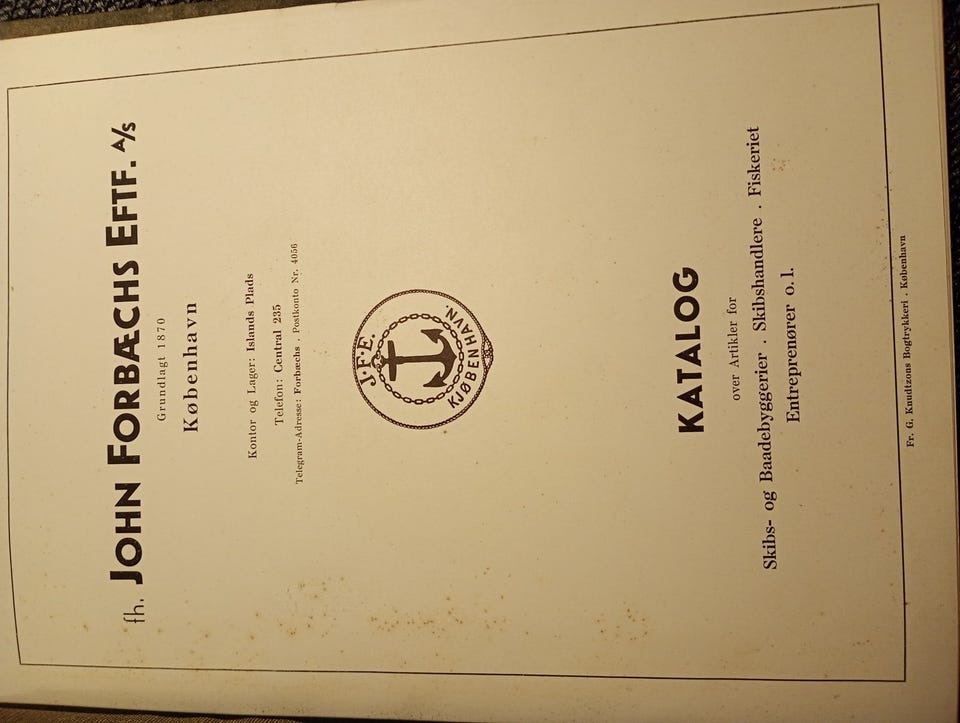 fh. JOHN FORBÆCHS EFTF. A/S
Grundlagt 1870
København
Kontor og Lager: Islands Plads
Telefon: Central 235
Telegram-Adresse: Forbæchs . Postkonto Nr. 4056
J.F.E.
KJØBENHAVN.
KATALOG
over Artikler for
Skibs- og Baadebyggerier . Skibshandlere . Fiskeriet
Entreprenører o. l.
Fr. G. Knudtzons Bogtrykkeri . København